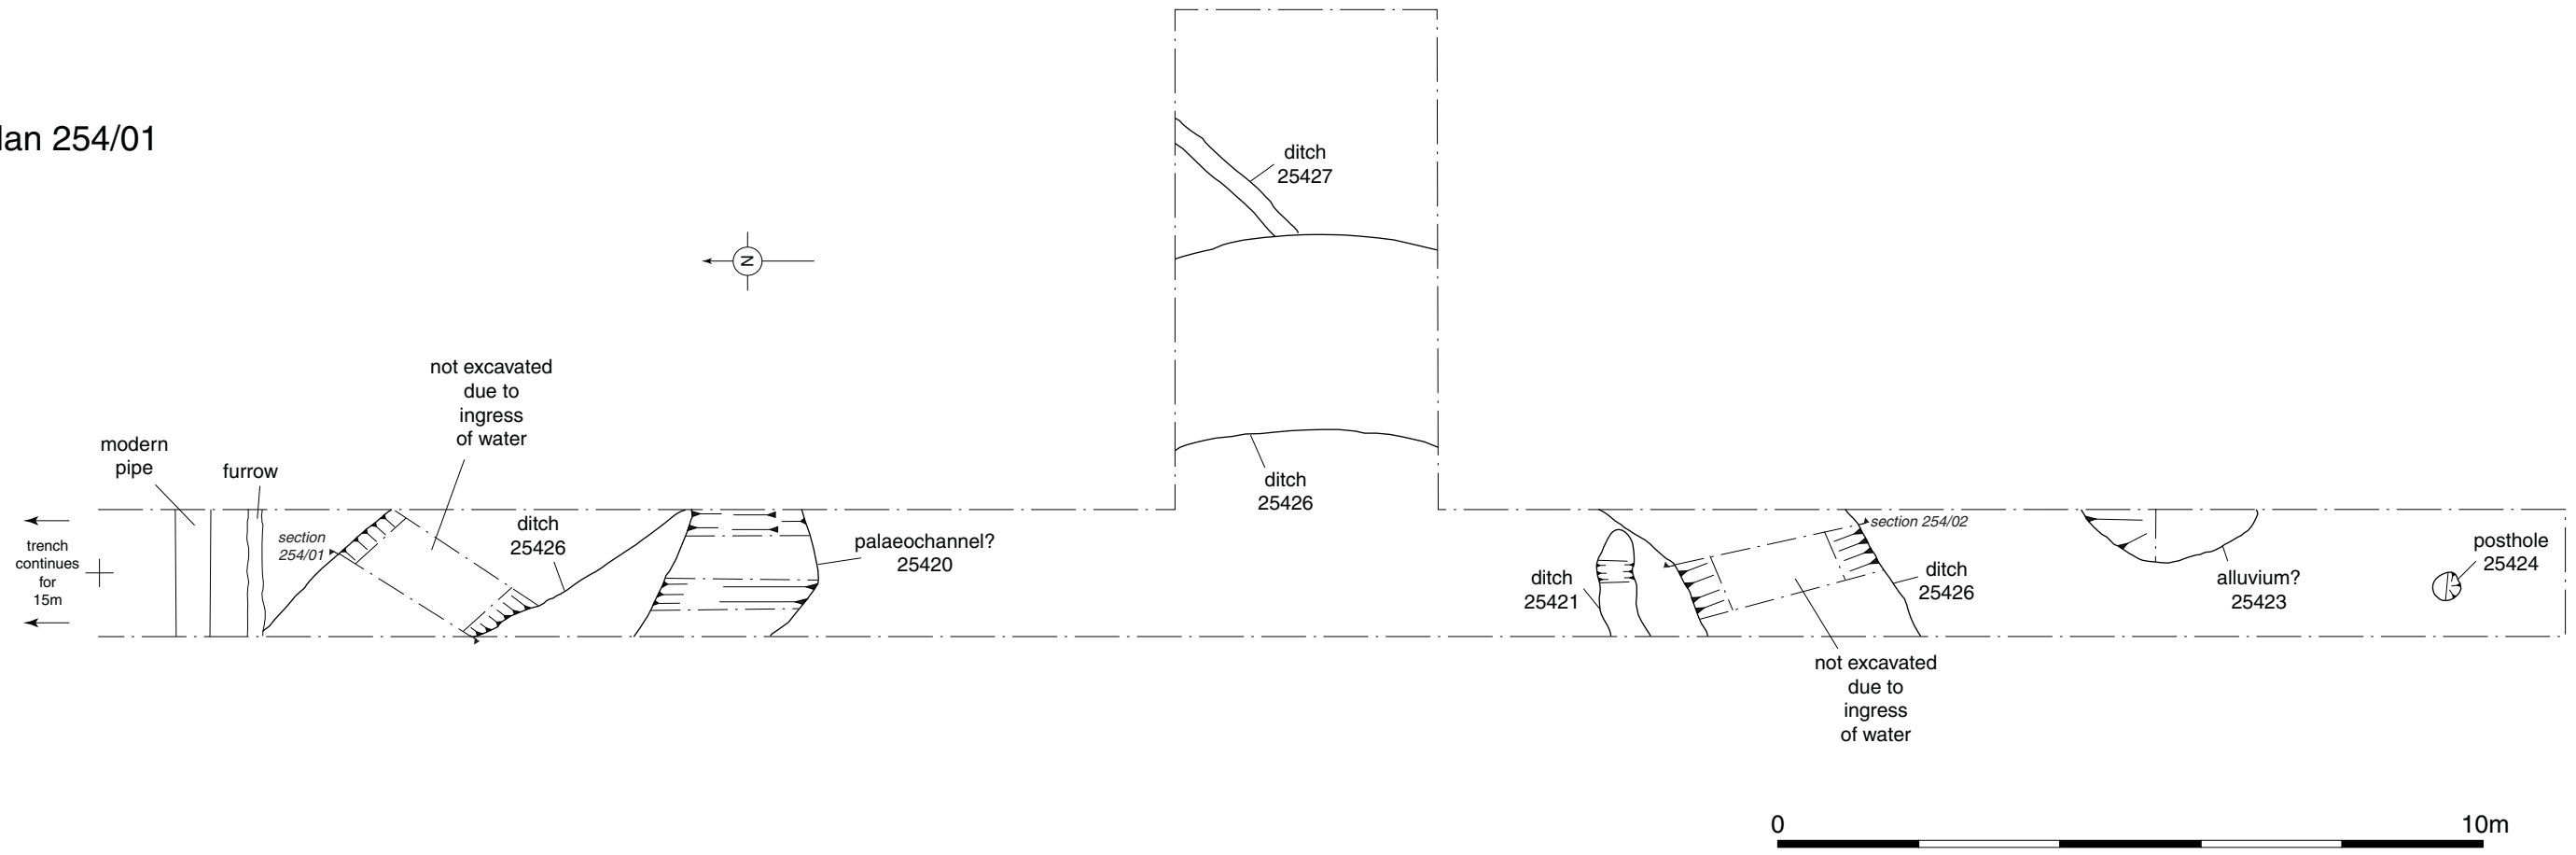 lan 254/01
ditch
25427
N
not excavated
due to
ingress
of water
modern
pipe
furrow
ditch
25426
section
254/01
ditch
25426
section 254/02
trench
continues
for
15m
palaeochannel?
25420
ditch
25421
ditch
25426
alluvium?
25423
posthole
25424
not excavated
due to
ingress
of water
0
10m